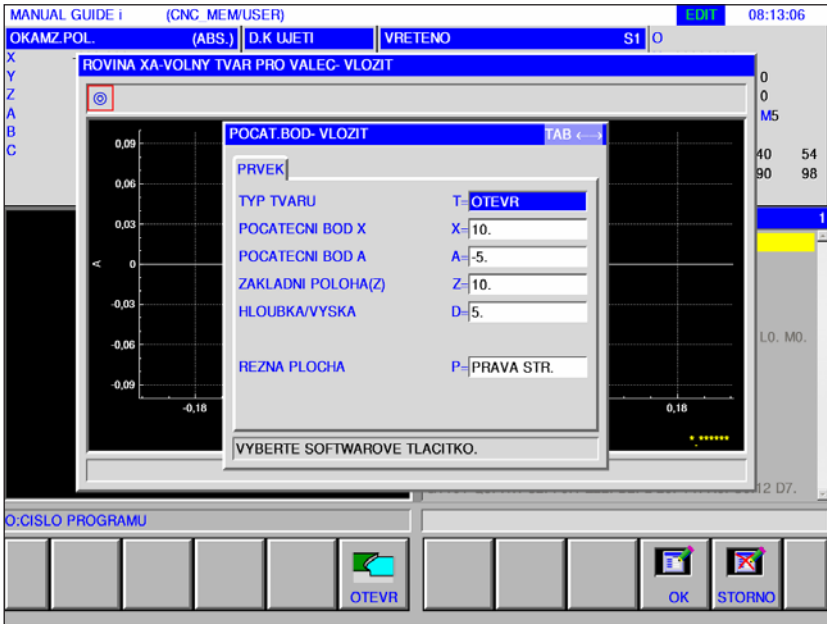 MANUAL GUIDE i (CNC_MEM/USER) EDIT 08:13:06
OKAMZ.POL. (ABS.) D.K UJETI VRETENO S1 O
X
ROVINA XA-VOLNY TVAR PRO VALEC- VLOZIT
Y 0
Z 0
A M5
B
C 40 54
90 98
POCAT.BOD- VLOZIT TAB ←→
PRVEK
TYP TVARU T= OTEVR
POCATECNI BOD X X= 10.
POCATECNI BOD A A= -5.
ZAKLADNI POLOHA(Z) Z= 10.
HLOUBKA/VYSKA D= 5.
REZNA PLOCHA P= PRAVA STR.
VYBERTE SOFTWAROVE TLACITKO.
0,09
0,06
0,03
A 0
-0,03
-0,06
-0,09
-0,18 0,18
*.******
1
L0. M0.
12 D7.
O:CISLO PROGRAMU
OTEVR OK STORNO